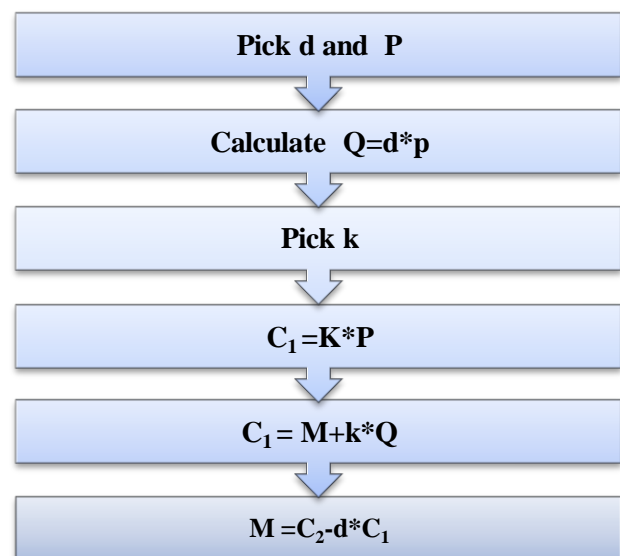 Pick d and P
Calculate Q=d*p
Pick k
C₁=K*P
C₁= M+k*Q
M =C₂-d*C₁